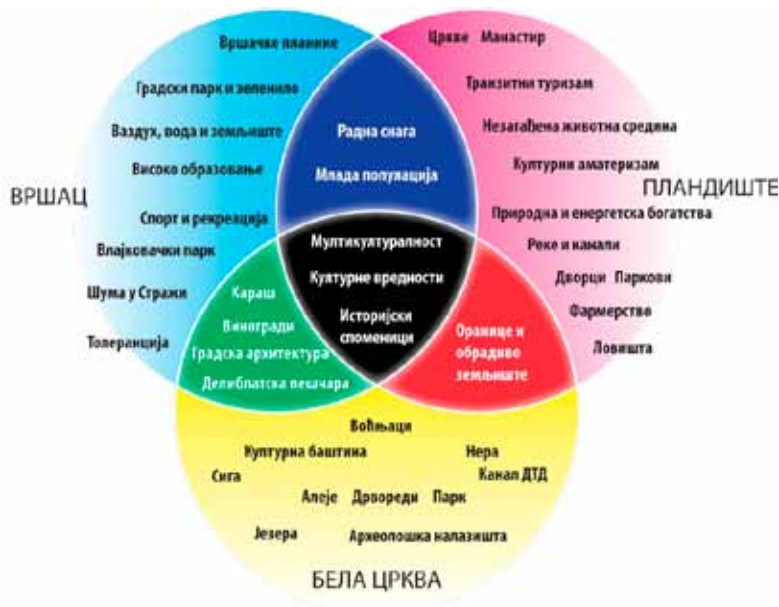 Вршачке планине
Градски парк и зеленило
Ваздух, вода и земљиште
Високо образовање
ВРШАЦ
Спорт и рекреација
Влајковачки парк
Шума у Стражи
Толеранција
Радна снага
Млада популација
Цркве Манастир
Транзитни туризам
Незагађена животна средина
Културни аматеризам
ПЛАНДИШТЕ
Природна и енергетска богатства
Реке и канали
Дворци Паркови
Фармерство
Ловишта
Мултикултуралност
Културне вредности
Историјски
споменици
Караш
Виногради
Градска архитектура
Делиблатска пешчара
Оранице и
обрадиво
земљиште
Воћњаци
Културна баштина
Нера
Сига
Канал ДТД
Алеје Дрвореди Парк
Језера
Археолошка налазишта
БЕЛА ЦРКВА